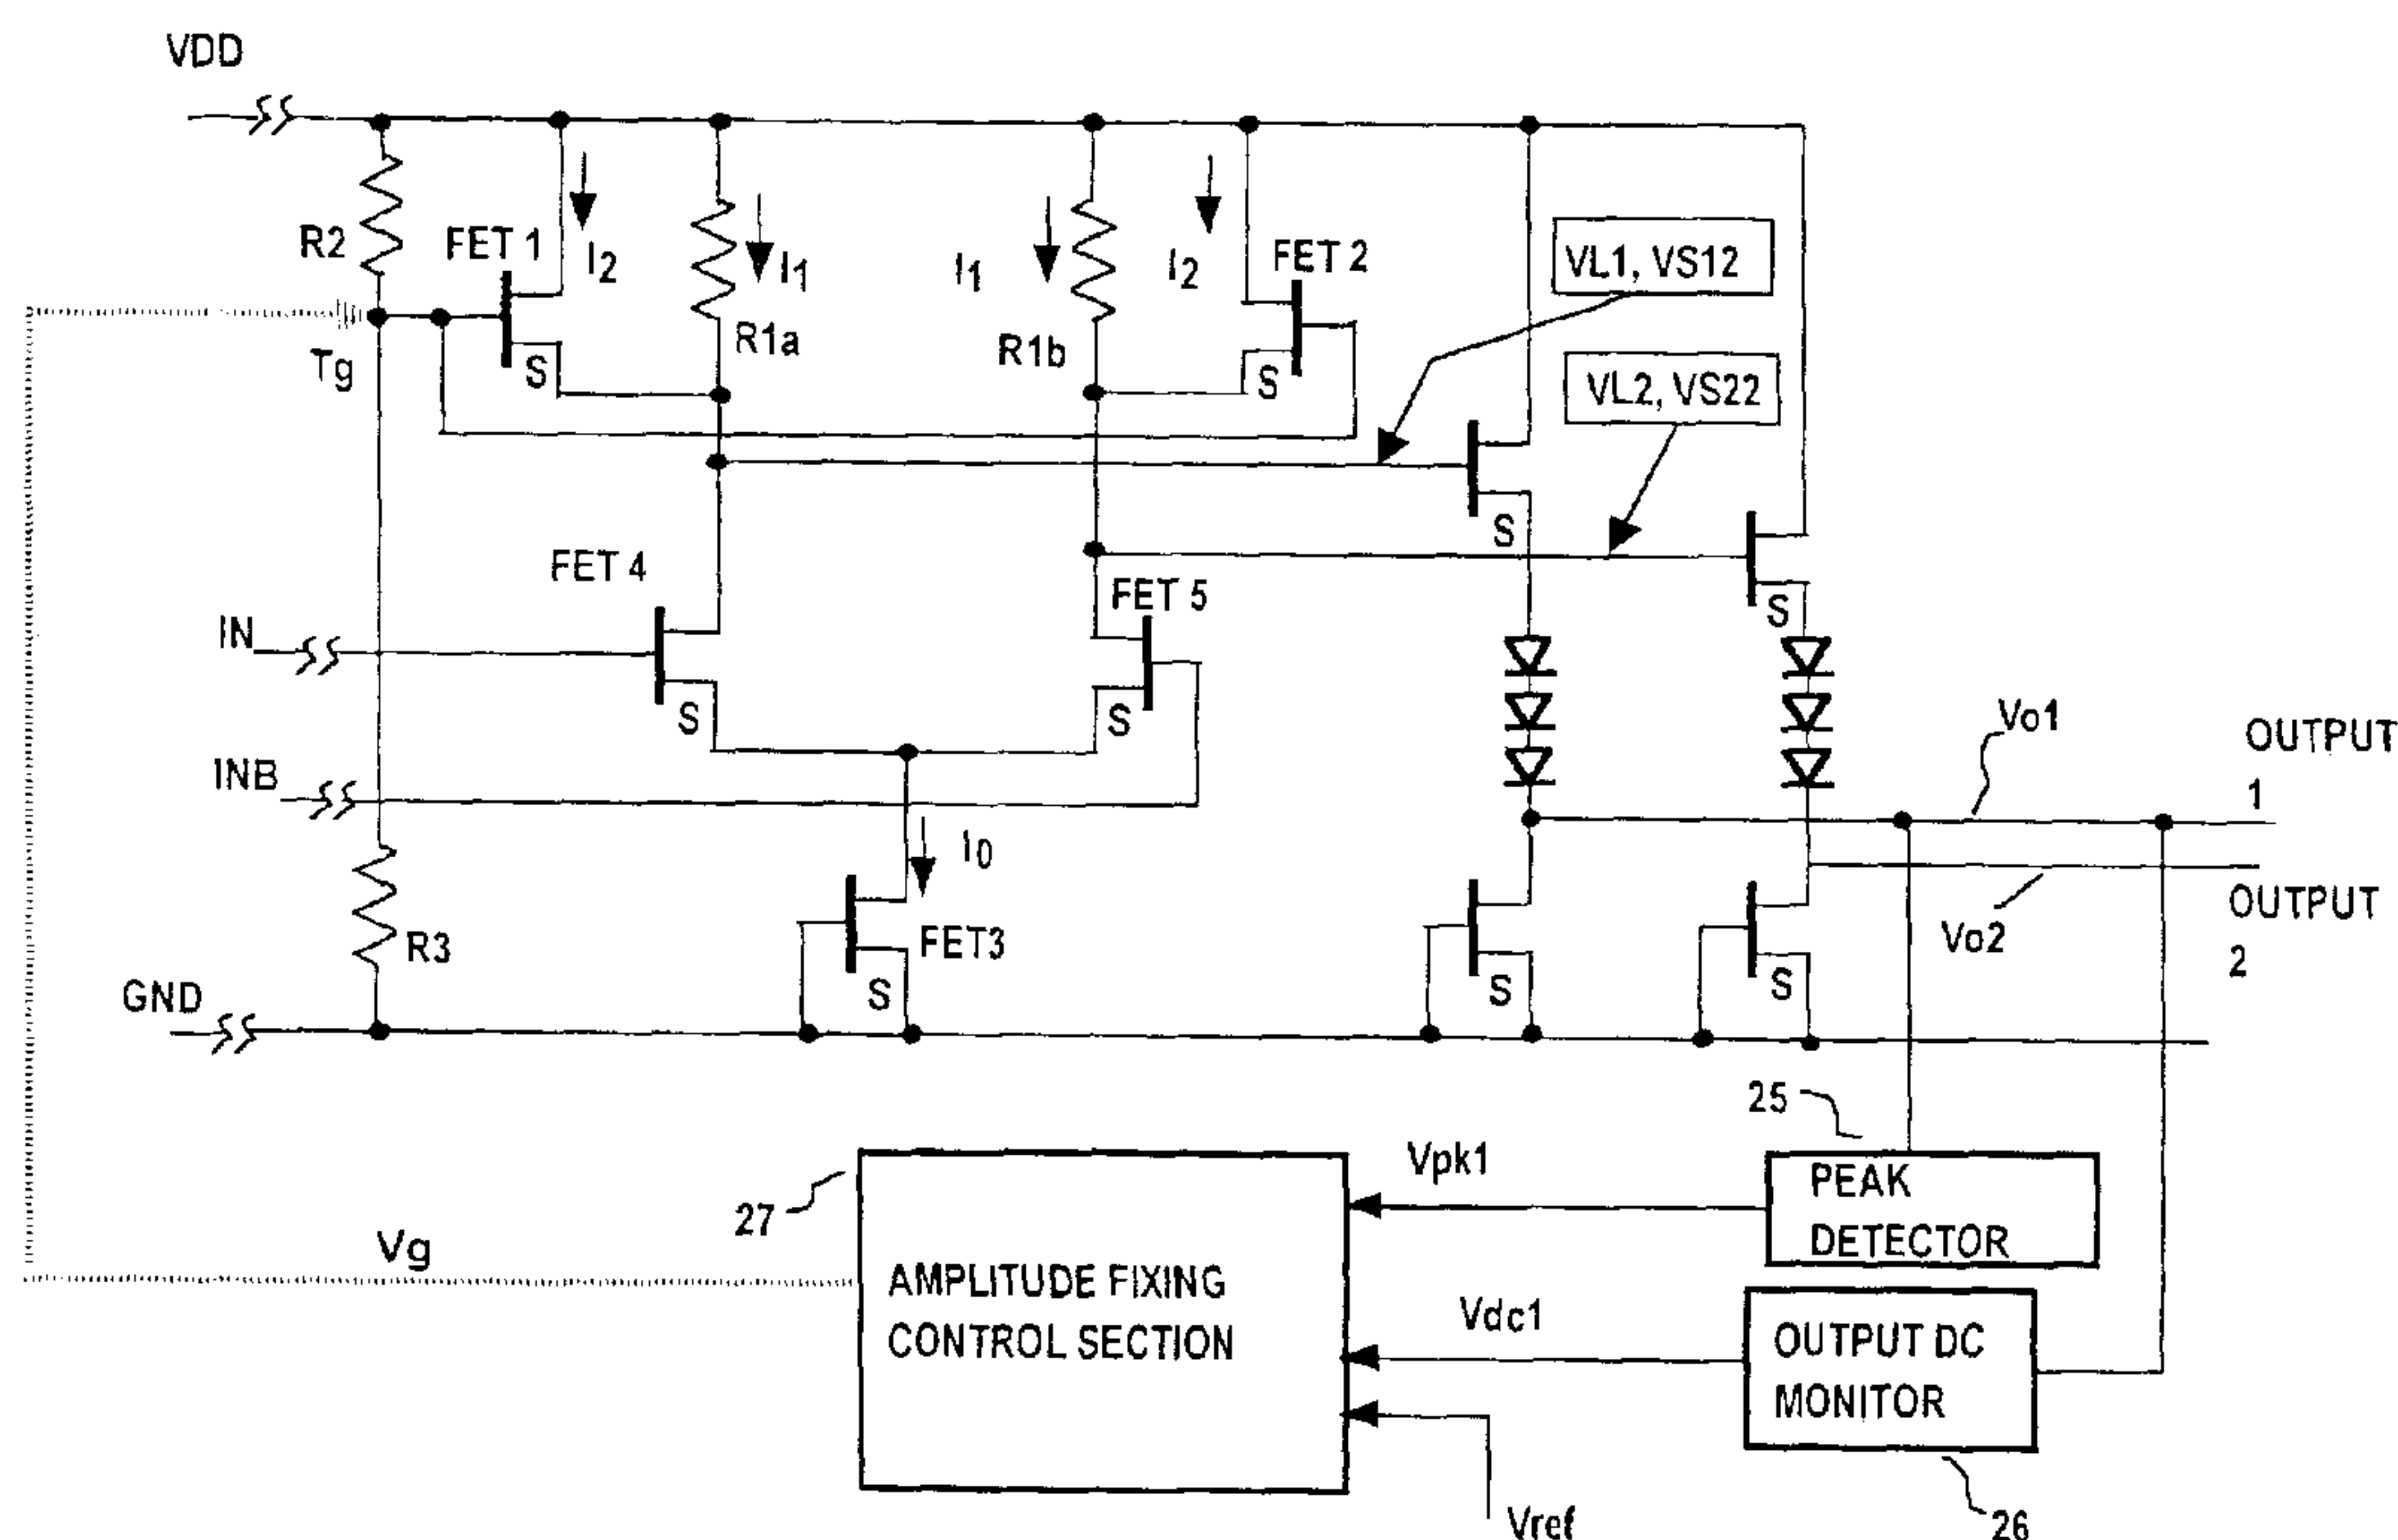 VDD
R2
FET 1
I2
I1
R1a
I1
R1b
I2
FET 2
VL1, VS12
VL2, VS22
Tg
S
S
S
S
FET 4
FET 5
IN
S
S
INB
I0
Vo1
OUTPUT
1
Vo2
OUTPUT
2
R3
FET3
S
S
S
GND
25
Vpk1
PEAK
DETECTOR
27
Vg
AMPLITUDE FIXING
CONTROL SECTION
Vdc1
OUTPUT DC
MONITOR
Vref
26